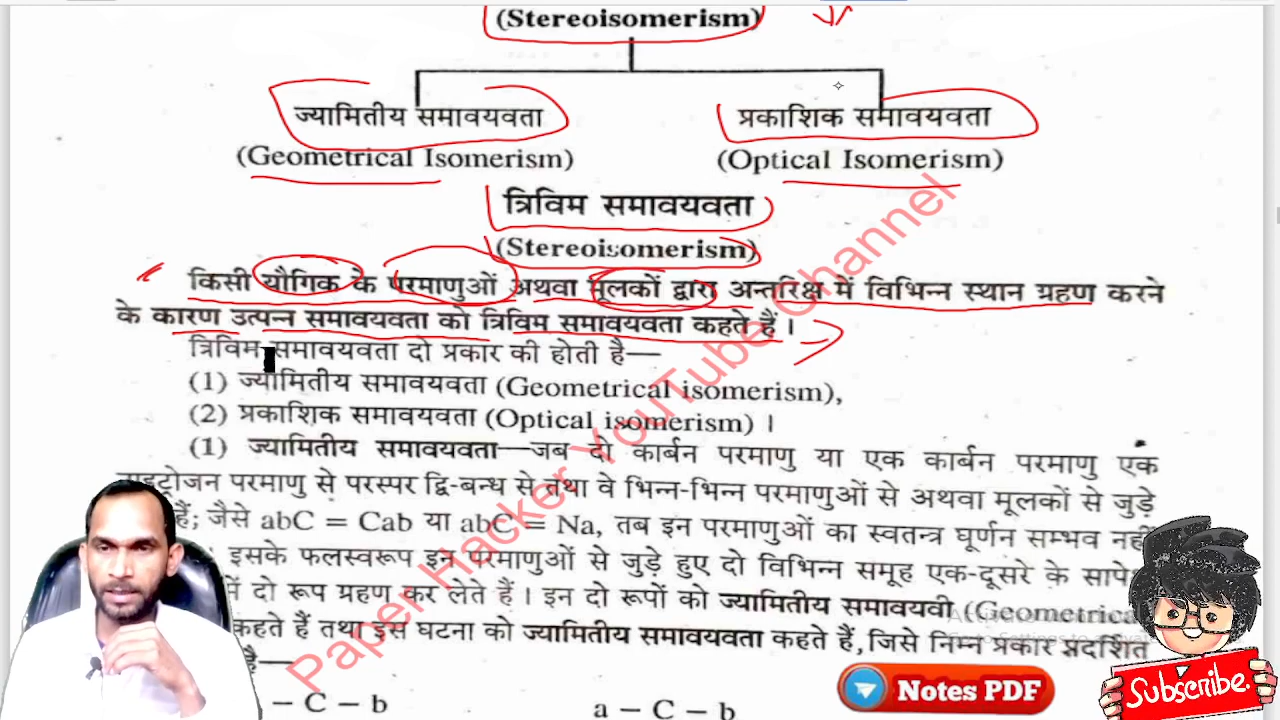 (Stereoisomerism)
ज्यामितीय समावयवता
प्रकाशिक समावयवता
(Geometrical Isomerism)
(Optical Isomerism)
त्रिविम समावयवता
(Stereoisomerism)
किसी यौगिक के परमाणुओं अथवा मूलकों द्वारा अन्तरिक्ष में विभिन्न स्थान ग्रहण करने
के कारण उत्पन्न समावयवता को त्रिविम समावयवता कहते हैं।
त्रिविम समावयवता दो प्रकार की होती है—
(1) ज्यामितीय समावयवता (Geometrical isomerism),
(2) प्रकाशिक समावयवता (Optical isomerism) ।
(1) ज्यामितीय समावयवता—जब दो कार्बन परमाणु या एक कार्बन परमाणु एक
परमाणु से परस्पर द्वि-बन्ध से तथा वे भिन्न-भिन्न परमाणुओं से अथवा मूलकों से जुड़े
हैं; जैसे abC = Cab या abC = Na, तब इन परमाणुओं का स्वतन्त्र घूर्णन सम्भव नहीं
इसके फलस्वरूप इन परमाणुओं से जुड़े हुए दो विभिन्न समूह एक-दूसरे के
में दो रूप ग्रहण कर लेते हैं। इन दो रूपों को ज्यामितीय समावयवी (Geometrica
कहते हैं तथा इस घटना को ज्यामितीय समावयवता कहते हैं, जिसे निम्न प्रकार प्रदर्शित
है—
– C – b
a – C – b
Paper Hacker YouTube Channel
Notes PDF
Subscribe.